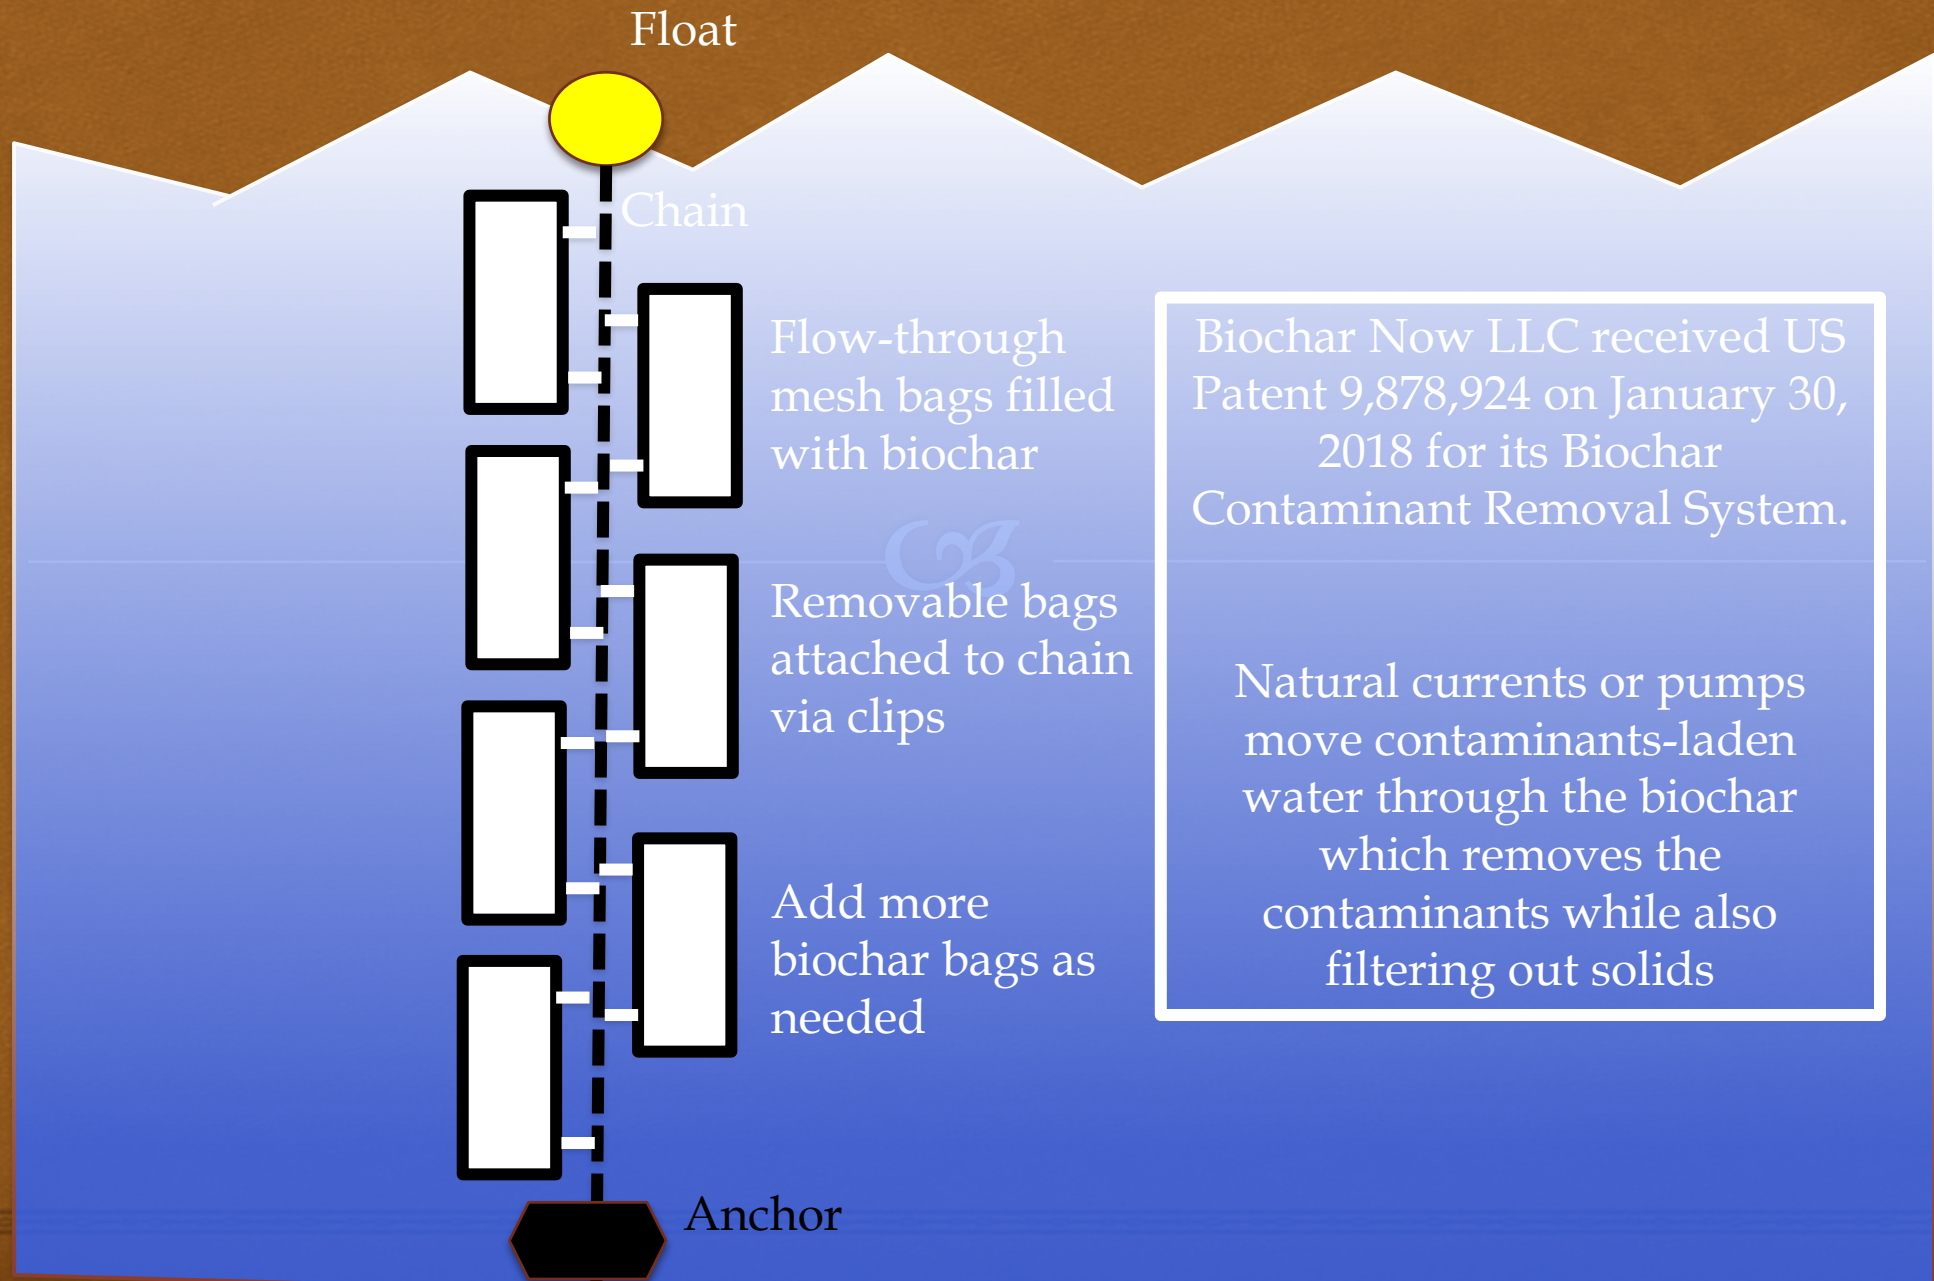 Float
Chain
Flow-through
mesh bags filled
with biochar
Removable bags
attached to chain
via clips
Add more
biochar bags as
needed
Anchor
Biochar Now LLC received US
Patent 9,878,924 on January 30,
2018 for its Biochar
Contaminant Removal System.
Natural currents or pumps
move contaminants-laden
water through the biochar
which removes the
contaminants while also
filtering out solids